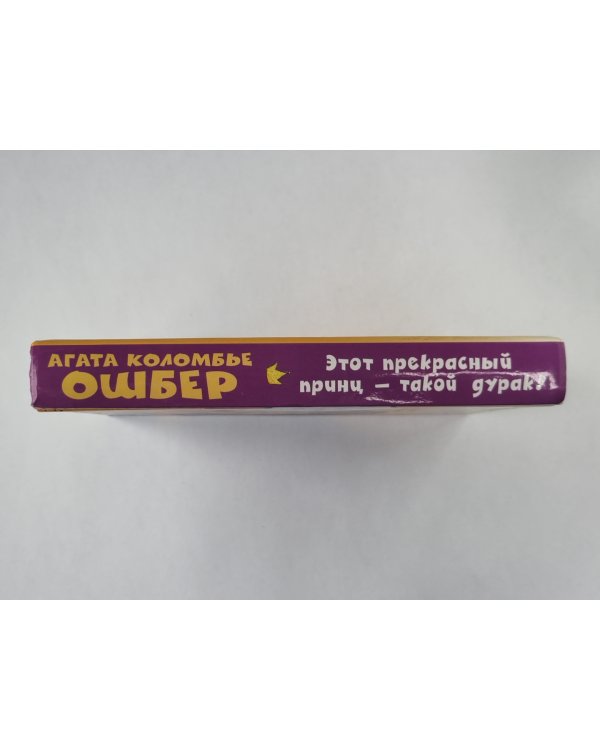 АГАТА КОЛОМБЬЕ
ОШБЕР
Этот прекрасный
принц — такой дурак!